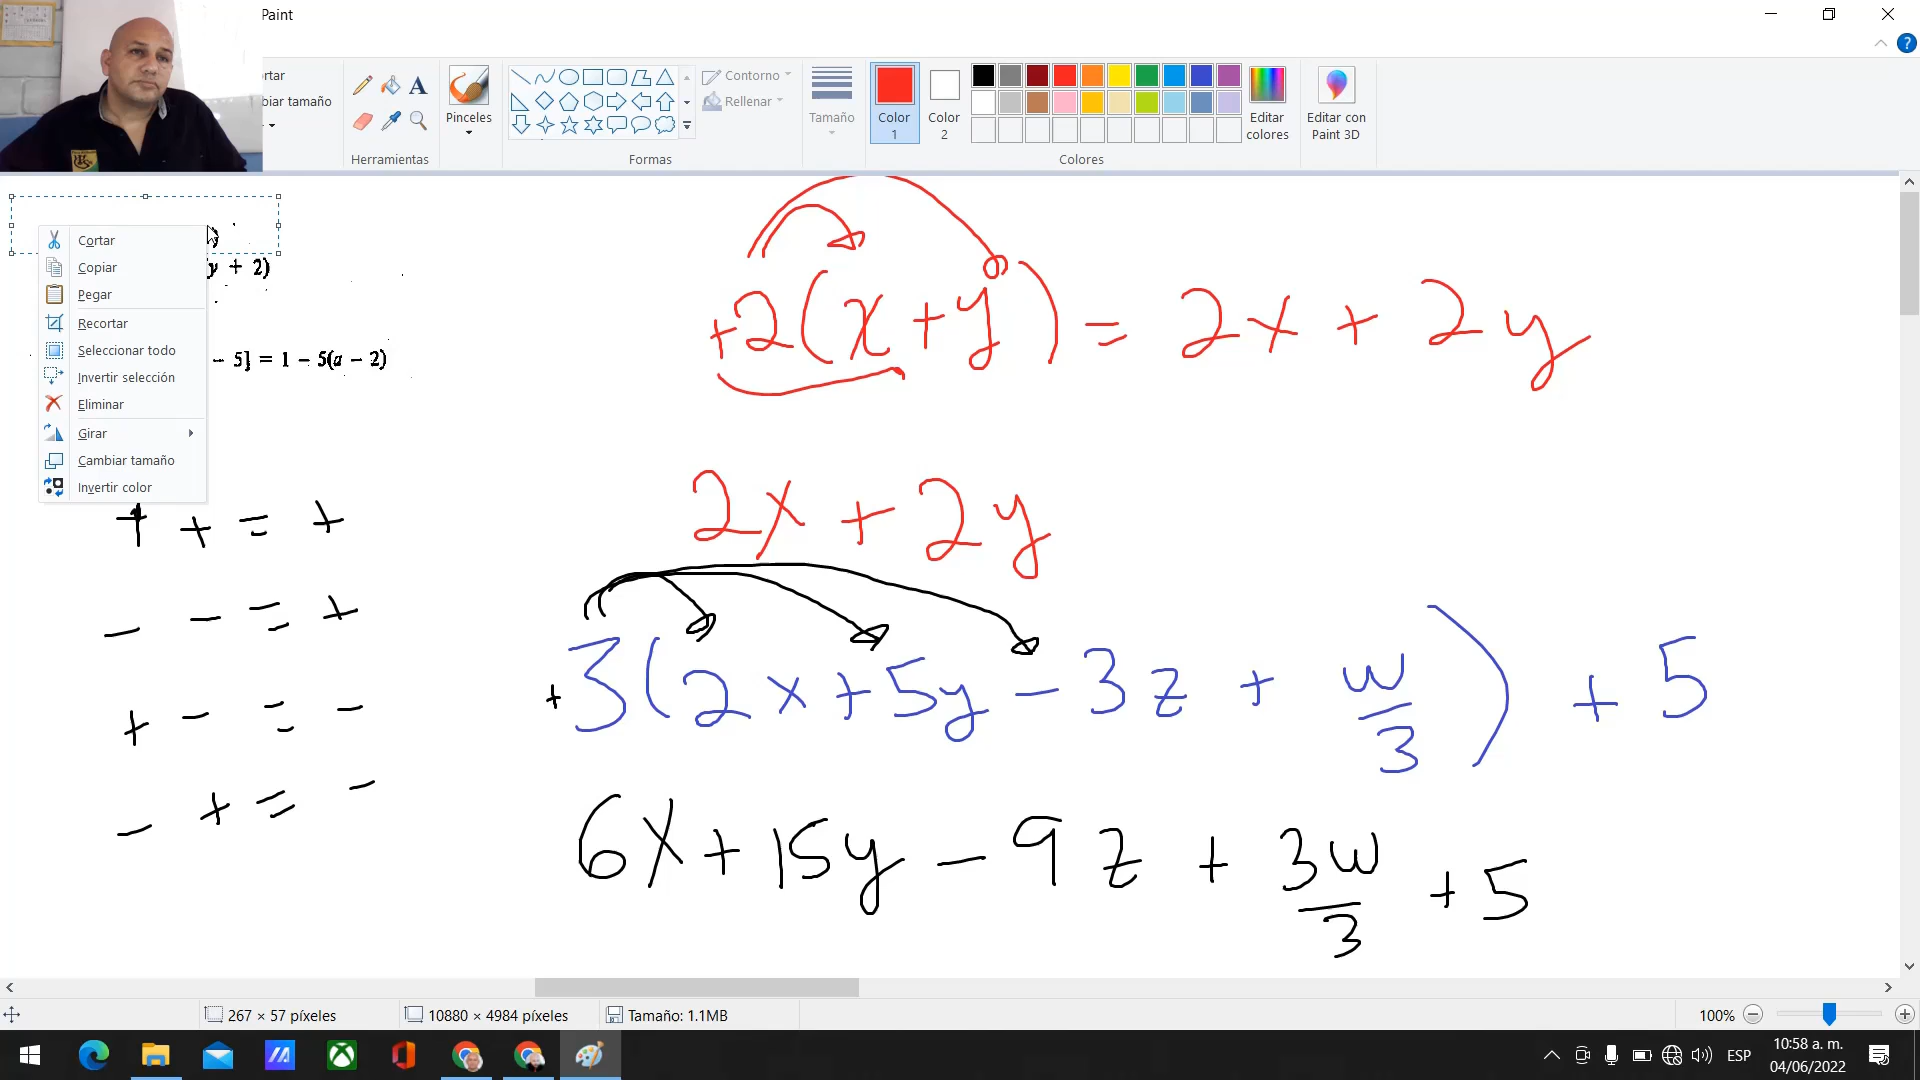 Paint
ortar
biar tamaño
Herramientas
Pinceles
Formas
Contorno
Rellenar
Tamaño
Color
1
Color
2
Colores
Editar
colores
Editar con
Paint 3D
Cortar
Copiar
Pegar
Recortar
Seleccionar todo
Invertir selección
Eliminar
Girar
Cambiar tamaño
Invertir color
y + 2)
- 5] = 1 - 5(a - 2)
+ + = +
- - = +
+ - = -
- + = -
+2(x+y) = 2x + 2y
2x + 2y
+3(2x+5y-3z + w/3) + 5
6x+15y-9z + 3w/3 +5
267 × 57 píxeles
10880 × 4984 píxeles
Tamaño: 1.1MB
100%
ESP
10:58 a. m.
04/06/2022